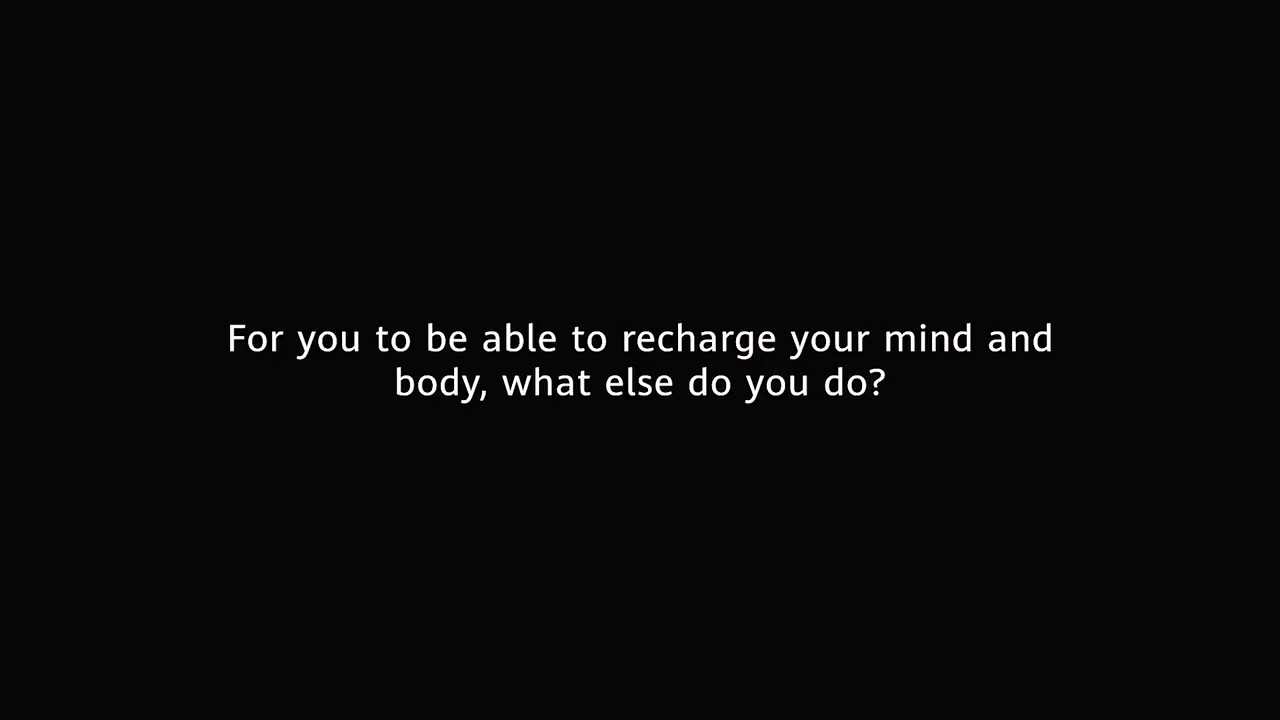 For you to be able to recharge your mind and
body, what else do you do?